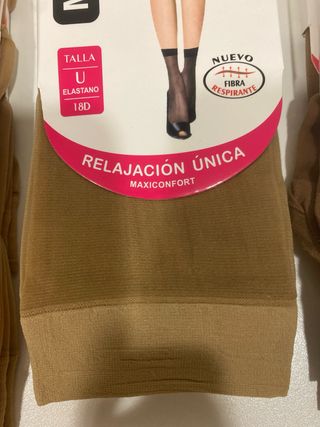 TALLA
U
ELASTANO
18D
NUEVO
FIBRA
RESPIRANTE
RELAJACIÓN ÚNICA
MAXICONFORT